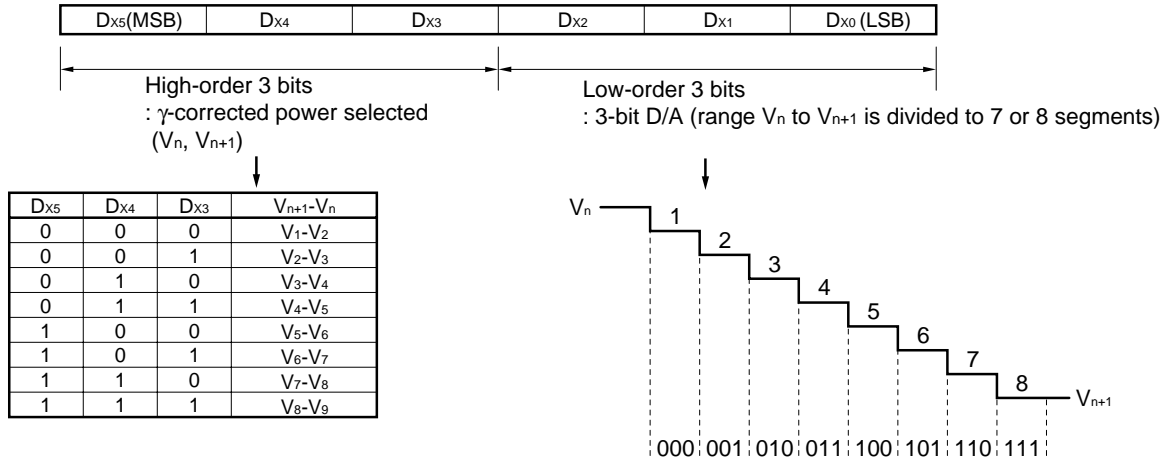 DX5(MSB) DX4 DX3 DX2 DX1 DX0 (LSB)
High-order 3 bits
: γ-corrected power selected
(Vn, Vn+1)
Low-order 3 bits
: 3-bit D/A (range Vn to Vn+1 is divided to 7 or 8 segments)
DX5 DX4 DX3 Vn+1-Vn
0 0 0 V1-V2
0 0 1 V2-V3
0 1 0 V3-V4
0 1 1 V4-V5
1 0 0 V5-V6
1 0 1 V6-V7
1 1 0 V7-V8
1 1 1 V8-V9
Vn
1
2
3
4
5
6
7
8
Vn+1
000 001 010 011 100 101 110 111